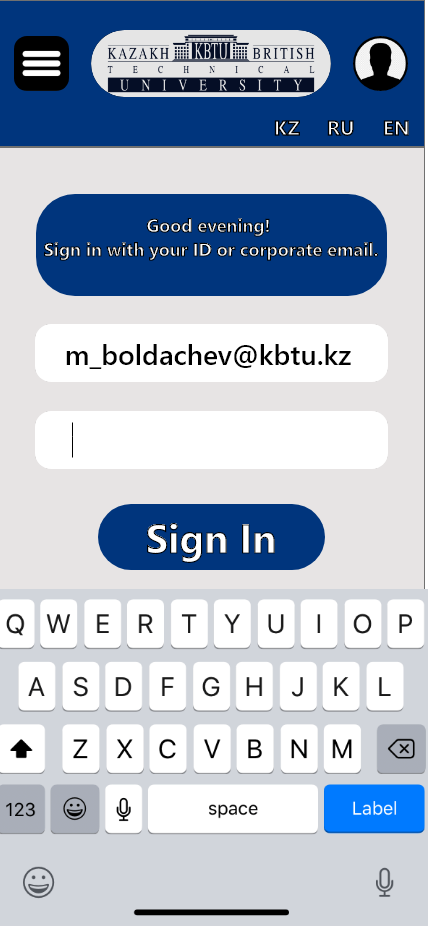 KAZAKH KBTU BRITISH
TECHNICAL
UNIVERSITY
KZ RU EN
Good evening!
Sign in with your ID or corporate email.
m_boldachev@kbtu.kz
Sign In
Q W E R T Y U I O P
A S D F G H J K L
Z X C V B N M
123 space Label